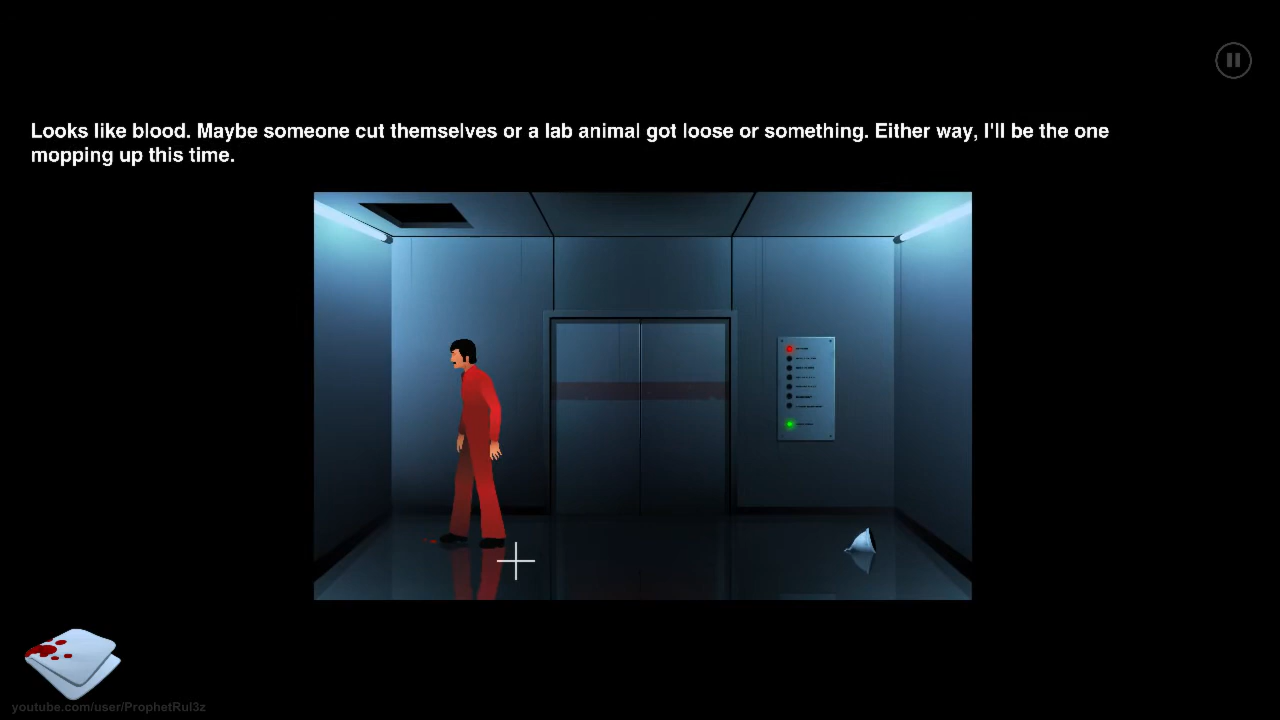 Looks like blood. Maybe someone cut themselves or a lab animal got loose or something. Either way, I'll be the one
mopping up this time.
youtube.com/user/ProphetRul3z